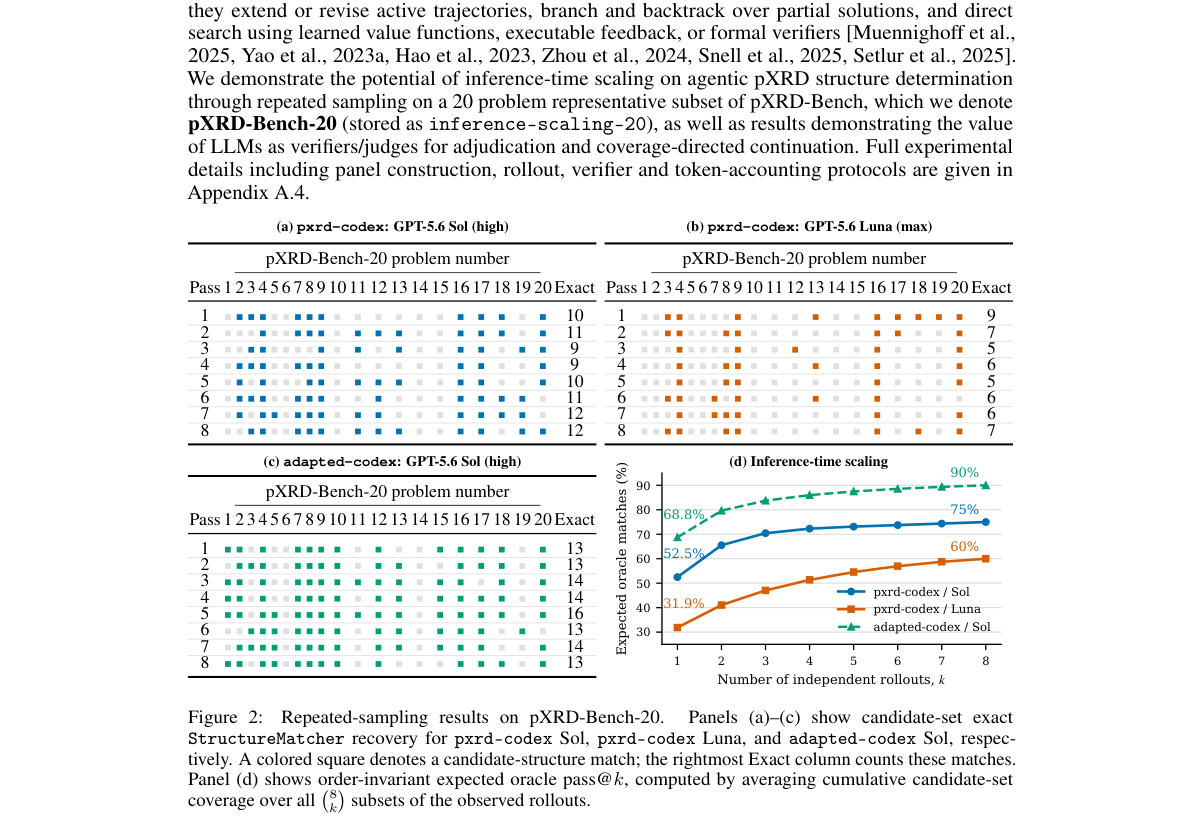 they extend or revise active trajectories, branch and backtrack over partial solutions, and direct
search using learned value functions, executable feedback, or formal verifiers [Muennighoff et al.,
2025, Yao et al., 2023a, Hao et al., 2023, Zhou et al., 2024, Snell et al., 2025, Setlur et al., 2025].
We demonstrate the potential of inference-time scaling on agentic pXRD structure determination
through repeated sampling on a 20 problem representative subset of pXRD-Bench, which we denote
pXRD-Bench-20 (stored as inference-scaling-20), as well as results demonstrating the value
of LLMs as verifiers/judges for adjudication and coverage-directed continuation. Full experimental
details including panel construction, rollout, verifier and token-accounting protocols are given in
Appendix A.4.
(a) pxrd-codex: GPT-5.6 Sol (high)
pXRD-Bench-20 problem number
Pass 1 2 3 4 5 6 7 8 9 10 11 12 13 14 15 16 17 18 19 20 Exact
1 10
2 11
3 9
4 9
5 10
6 11
7 12
8 12
(b) pxrd-codex: GPT-5.6 Luna (max)
pXRD-Bench-20 problem number
Pass 1 2 3 4 5 6 7 8 9 10 11 12 13 14 15 16 17 18 19 20 Exact
1 9
2 7
3 5
4 6
5 5
6 6
7 6
8 7
(c) adapted-codex: GPT-5.6 Sol (high)
pXRD-Bench-20 problem number
Pass 1 2 3 4 5 6 7 8 9 10 11 12 13 14 15 16 17 18 19 20 Exact
1 13
2 13
3 14
4 14
5 16
6 13
7 14
8 13
(d) Inference-time scaling
Expected oracle matches (%)
90
80
70
60
50
40
30
68.8%
52.5%
31.9%
90%
75%
60%
pxrd-codex / Sol
pxrd-codex / Luna
adapted-codex / Sol
1 2 3 4 5 6 7 8
Number of independent rollouts, k
Figure 2: Repeated-sampling results on pXRD-Bench-20. Panels (a)–(c) show candidate-set exact
StructureMatcher recovery for pxrd-codex Sol, pxrd-codex Luna, and adapted-codex Sol, respec-
tively. A colored square denotes a candidate-structure match; the rightmost Exact column counts these matches.
Panel (d) shows order-invariant expected oracle pass@k, computed by averaging cumulative candidate-set
coverage over all (8 k) subsets of the observed rollouts.